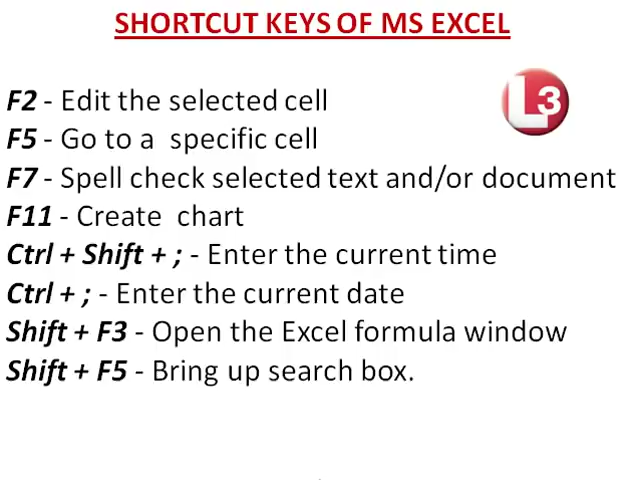 SHORTCUT KEYS OF MS EXCEL
L3
F2 - Edit the selected cell
F5 - Go to a  specific cell
F7 - Spell check selected text and/or document
F11 - Create  chart
Ctrl + Shift + ; - Enter the current time
Ctrl + ; - Enter the current date
Shift + F3 - Open the Excel formula window
Shift + F5 - Bring up search box.